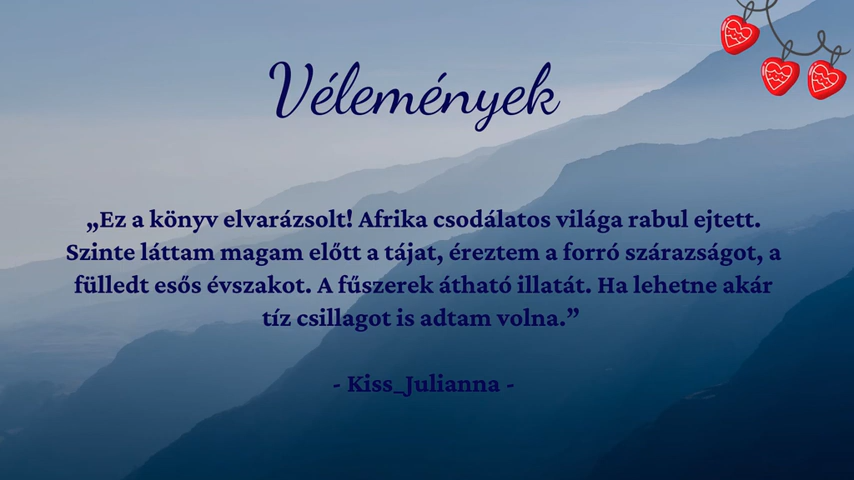 Vélemények
„Ez a könyv elvarázsolt! Afrika csodálatos világa rabul ejtett.
Szinte láttam magam előtt a tájat, éreztem a forró szárazságot, a
fülledt esős évszakot. A fűszerek átható illatát. Ha lehetne akár
tíz csillagot is adtam volna.”
- Kiss_Julianna -